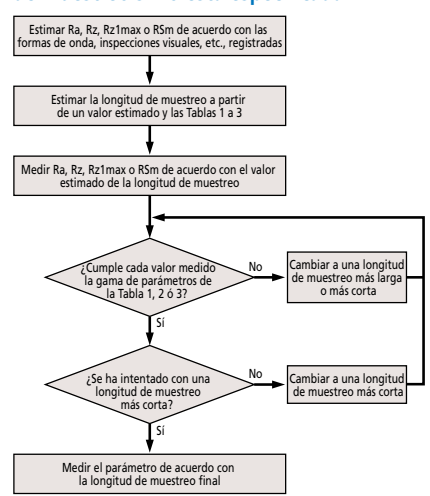 Estimar Ra, Rz, Rz1max o RSm de acuerdo con las
formas de onda, inspecciones visuales, etc., registradas
Estimar la longitud de muestreo a partir
de un valor estimado y las Tablas 1 a 3
Medir Ra, Rz, Rz1max o RSm de acuerdo con el valor
estimado de la longitud de muestreo
¿Cumple cada valor medido
la gama de parámetros de
la Tabla 1, 2 ó 3?
No
Cambiar a una longitud
de muestreo más larga
o más corta
Sí
¿Se ha intentado con una
longitud de muestreo
más corta?
No
Cambiar a una longitud
de muestreo más corta
Sí
Medir el parámetro de acuerdo con
la longitud de muestreo final